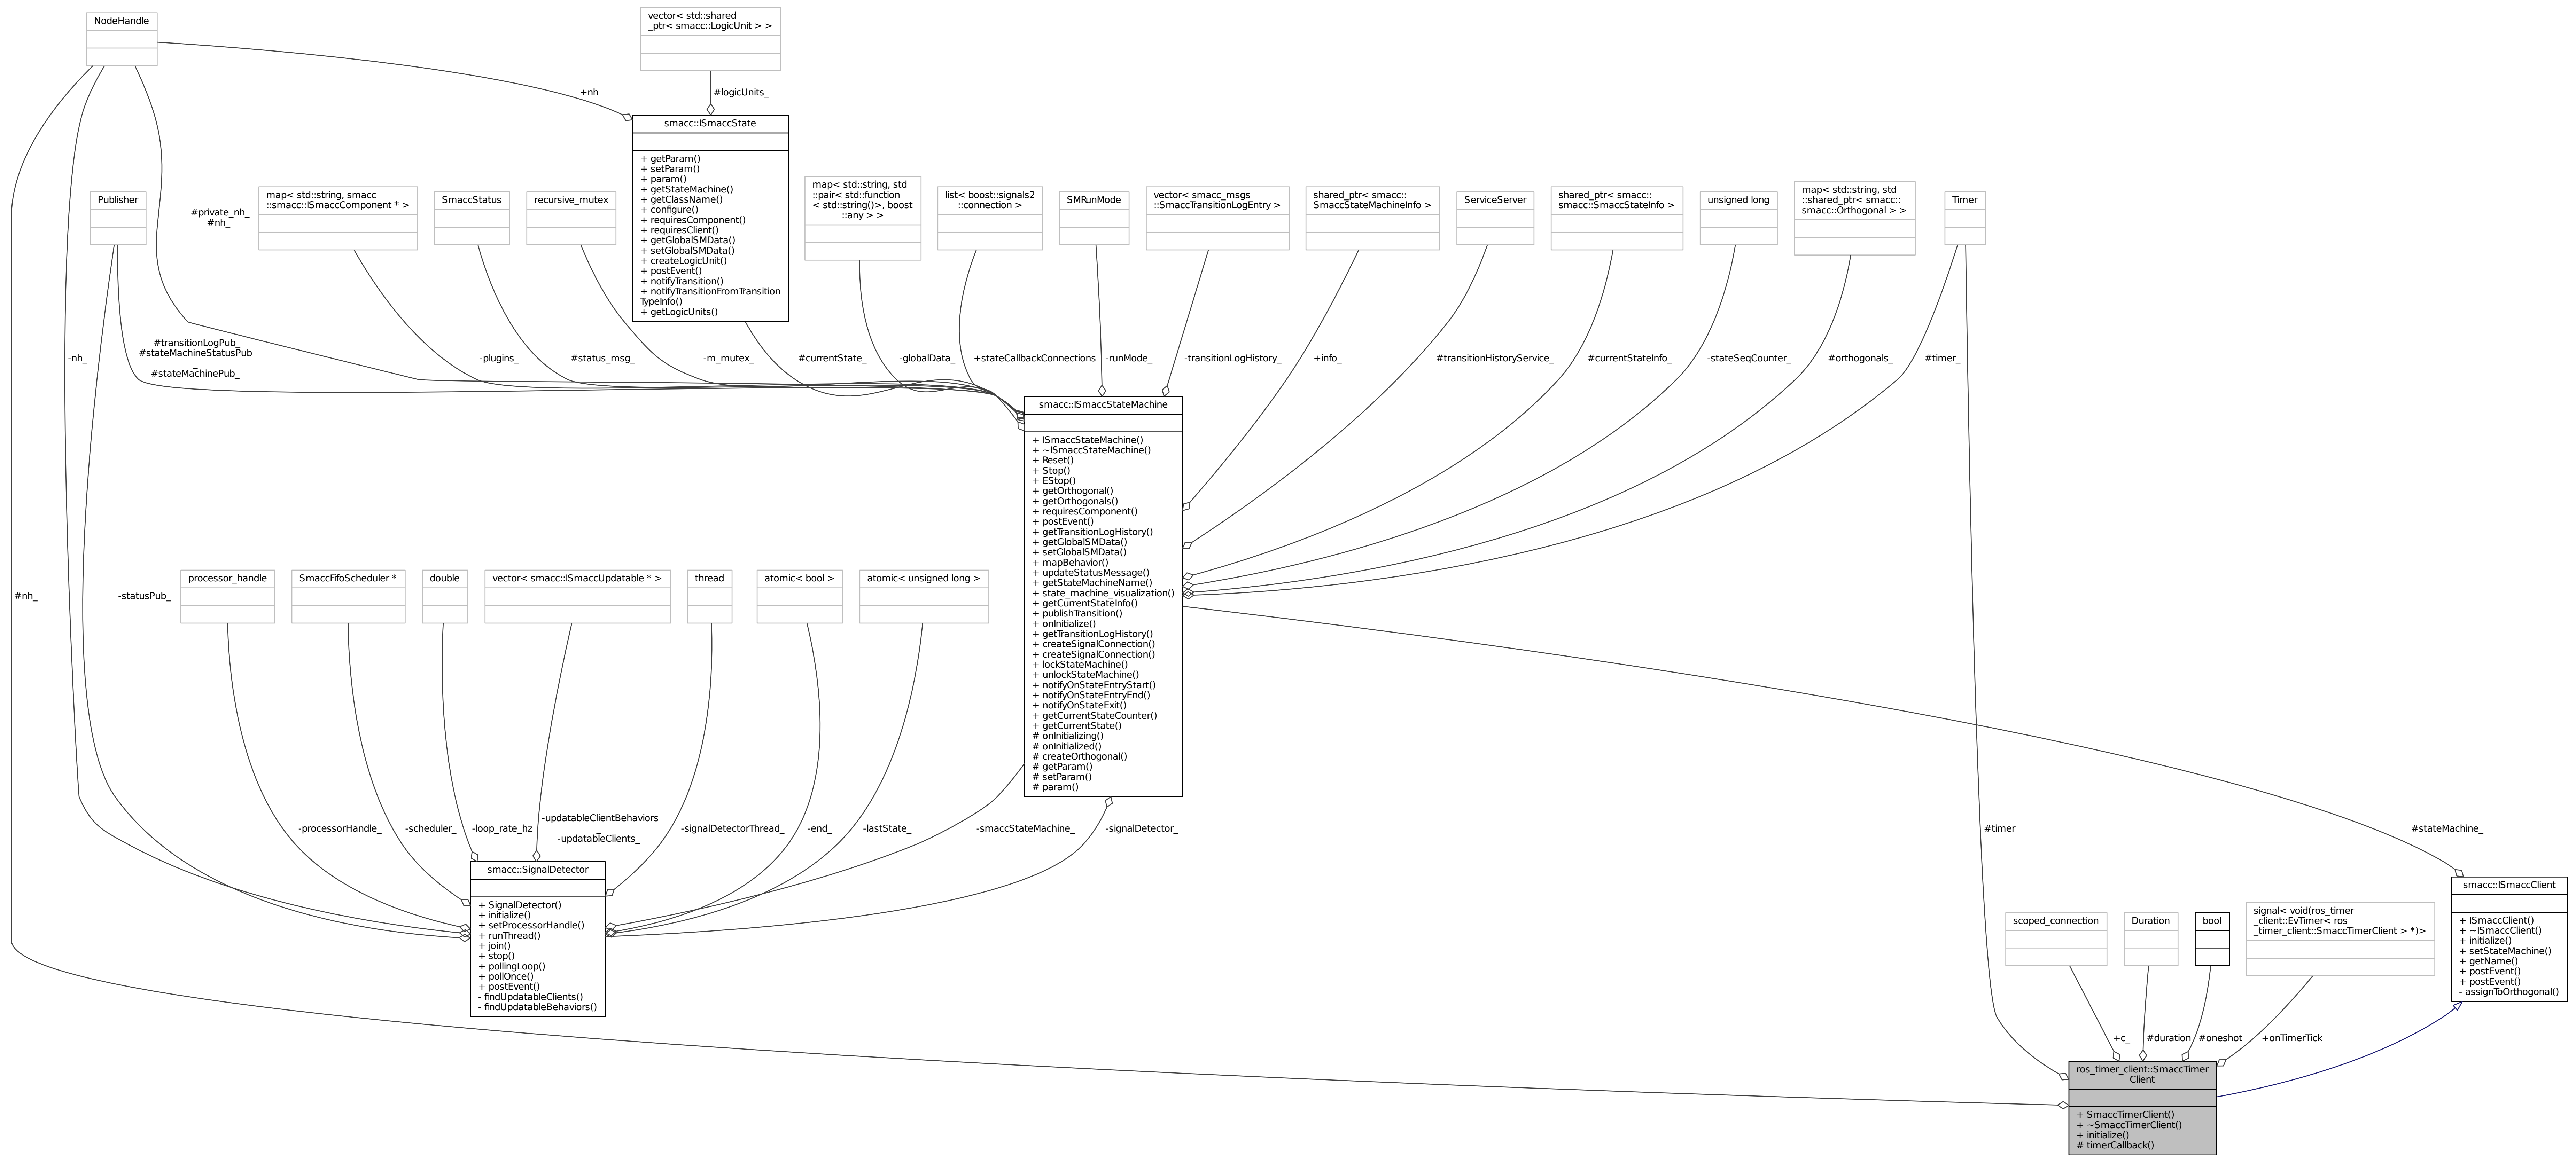 NodeHandle
vector< std::shared
_ptr< smacc::LogicUnit > >
+nh
#logicUnits_
smacc::ISmaccState
+ getParam()
+ setParam()
+ param()
+ getStateMachine()
+ getClassName()
+ configure()
+ requiresComponent()
+ requiresClient()
+ getGlobalSMData()
+ setGlobalSMData()
+ createLogicUnit()
+ postEvent()
+ notifyTransition()
+ notifyTransitionFromTransition
TypeInfo()
+ getLogicUnits()
Publisher
#private_nh_
#nh_
map< std::string, smacc
::smacc::ISmaccComponent * >
SmaccStatus
recursive_mutex
map< std::string, std
::pair< std::function
< std::string()>, boost
::any > >
list< boost::signals2
::connection >
SMRunMode
vector< smacc_msgs
::SmaccTransitionLogEntry >
shared_ptr< smacc::
SmaccStateMachineInfo >
ServiceServer
shared_ptr< smacc::
smacc::SmaccStateInfo >
unsigned long
map< std::string, std
::shared_ptr< smacc::
smacc::Orthogonal > >
Timer
-nh_
#transitionLogPub_
#stateMachineStatusPub
_
#stateMachinePub_
-plugins_
#status_msg_
-m_mutex_
#currentState_
-globalData_
+stateCallbackConnections
-runMode_
-transitionLogHistory_
+info_
#transitionHistoryService_
#currentStateInfo_
-stateSeqCounter_
#orthogonals_
#timer_
smacc::ISmaccStateMachine
+ ISmaccStateMachine()
+ ~ISmaccStateMachine()
+ Reset()
+ Stop()
+ EStop()
+ getOrthogonal()
+ getOrthogonals()
+ requiresComponent()
+ postEvent()
+ getTransitionLogHistory()
+ getGlobalSMData()
+ setGlobalSMData()
+ mapBehavior()
+ updateStatusMessage()
+ getStateMachineName()
+ state_machine_visualization()
+ getCurrentStateInfo()
+ publishTransition()
+ onInitialize()
+ getTransitionLogHistory()
+ createSignalConnection()
+ createSignalConnection()
+ lockStateMachine()
+ unlockStateMachine()
+ notifyOnStateEntryStart()
+ notifyOnStateEntryEnd()
+ notifyOnStateExit()
+ getCurrentStateCounter()
+ getCurrentState()
# onInitializing()
# onInitialized()
# createOrthogonal()
# getParam()
# setParam()
# param()
#nh_
-statusPub_
processor_handle
SmaccFifoScheduler *
double
vector< smacc::ISmaccUpdatable * >
thread
atomic< bool >
atomic< unsigned long >
-processorHandle_
-scheduler_
-loop_rate_hz
-updatableClientBehaviors
_
-updatableClients_
-signalDetectorThread_
-end_
-lastState_
-smaccStateMachine_
-signalDetector_
#timer
#stateMachine_
smacc::SignalDetector
+ SignalDetector()
+ initialize()
+ setProcessorHandle()
+ runThread()
+ join()
+ stop()
+ pollingLoop()
+ pollOnce()
+ postEvent()
- findUpdatableClients()
- findUpdatableBehaviors()
smacc::ISmaccClient
+ ISmaccClient()
+ ~ISmaccClient()
+ initialize()
+ setStateMachine()
+ getName()
+ postEvent()
+ postEvent()
- assignToOrthogonal()
scoped_connection
Duration
bool
signal< void(ros_timer
_client::EvTimer< ros
_timer_client::SmaccTimerClient > *)>
+c_
#duration
#oneshot
+onTimerTick
ros_timer_client::SmaccTimer
Client
+ SmaccTimerClient()
+ ~SmaccTimerClient()
+ initialize()
# timerCallback()